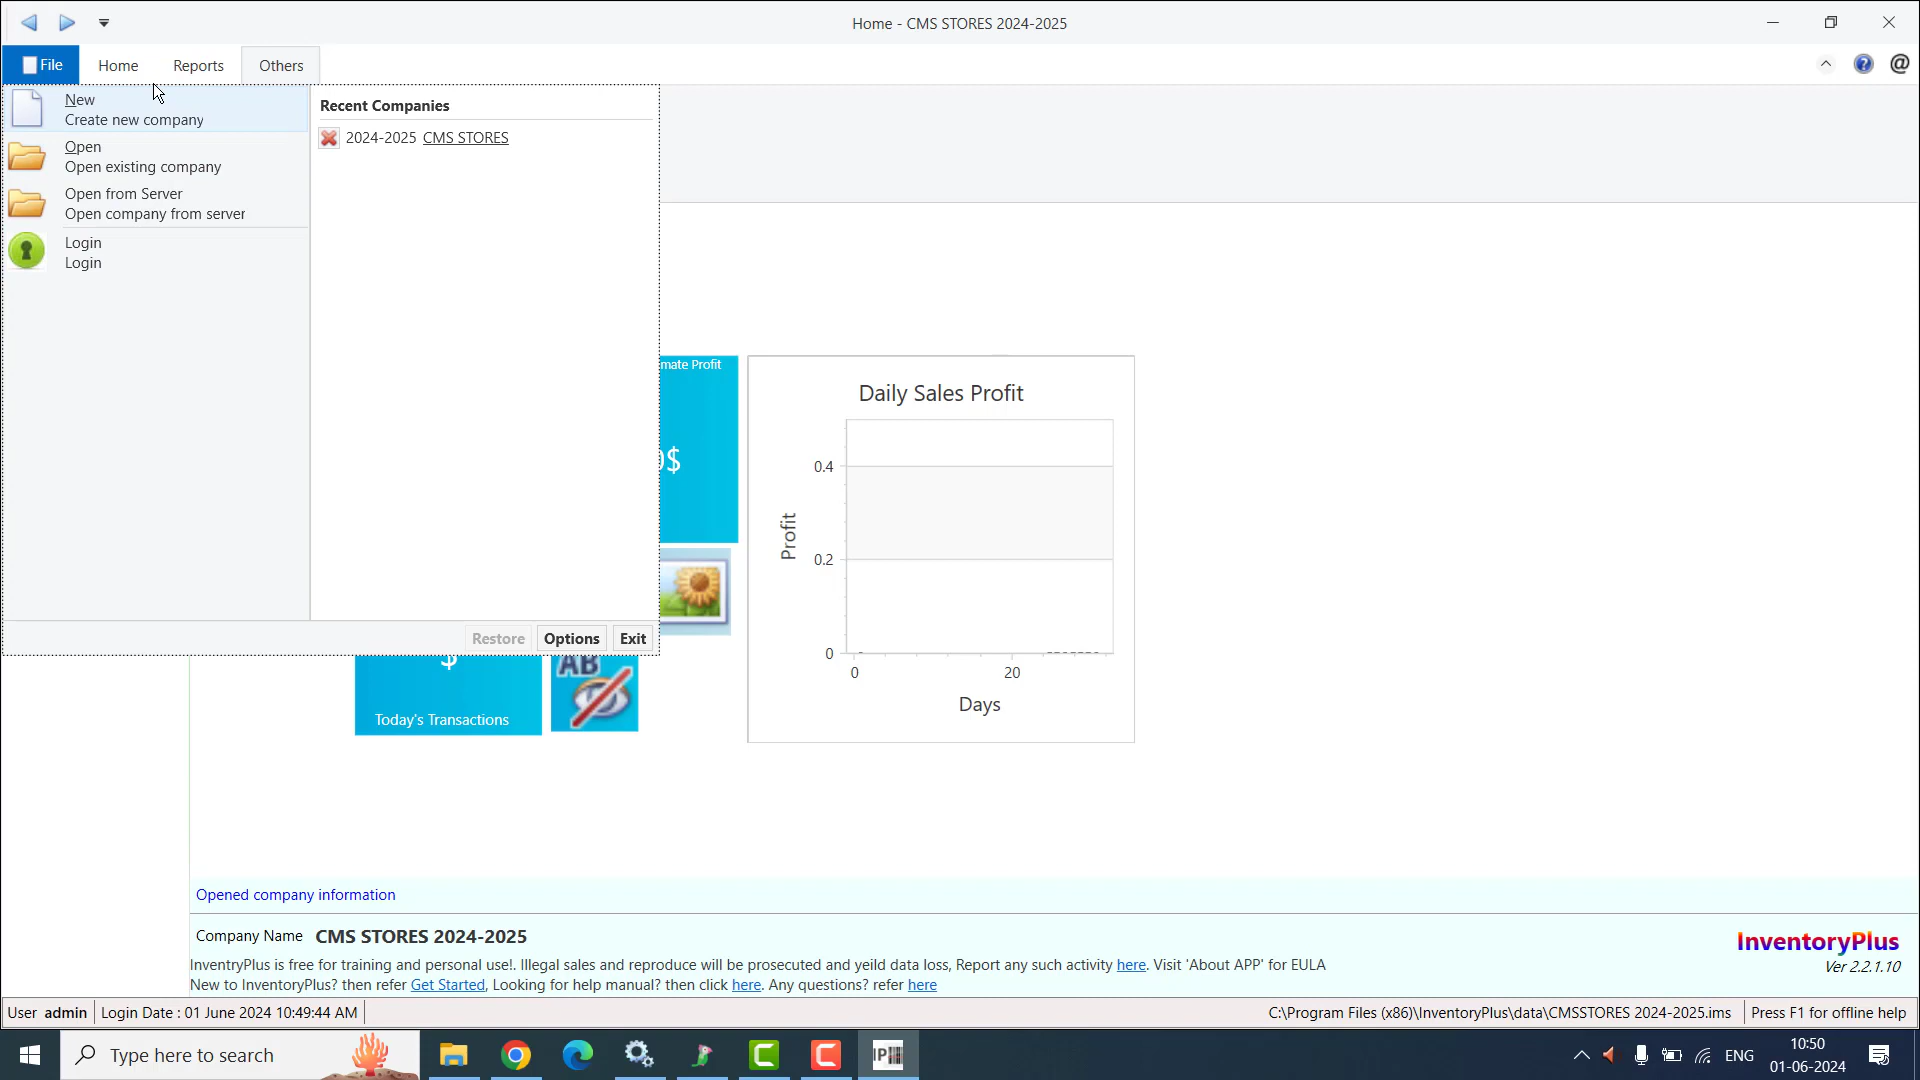 Home - CMS STORES 2024-2025
File
Home
Reports
Others
New
Create new company
Open
Open existing company
Open from Server
Open company from server
Login
Login
Recent Companies
2024-2025 CMS STORES
Restore
Options
Exit
mate Profit
$
$
Today's Transactions
AB
Daily Sales Profit
Profit
0.4
0.2
0
0
20
Days
Opened company information
Company Name CMS STORES 2024-2025
InventryPlus is free for training and personal use!. Illegal sales and reproduce will be prosecuted and yeild data loss, Report any such activity here. Visit 'About APP' for EULA
New to InventoryPlus? then refer Get Started, Looking for help manual? then click here. Any questions? refer here
InventoryPlus
Ver 2.2.1.10
User admin
Login Date : 01 June 2024 10:49:44 AM
C:\Program Files (x86)\InventoryPlus\data\CMSSTORES 2024-2025.ims
Press F1 for offline help
Type here to search
IP
ENG
10:50
01-06-2024